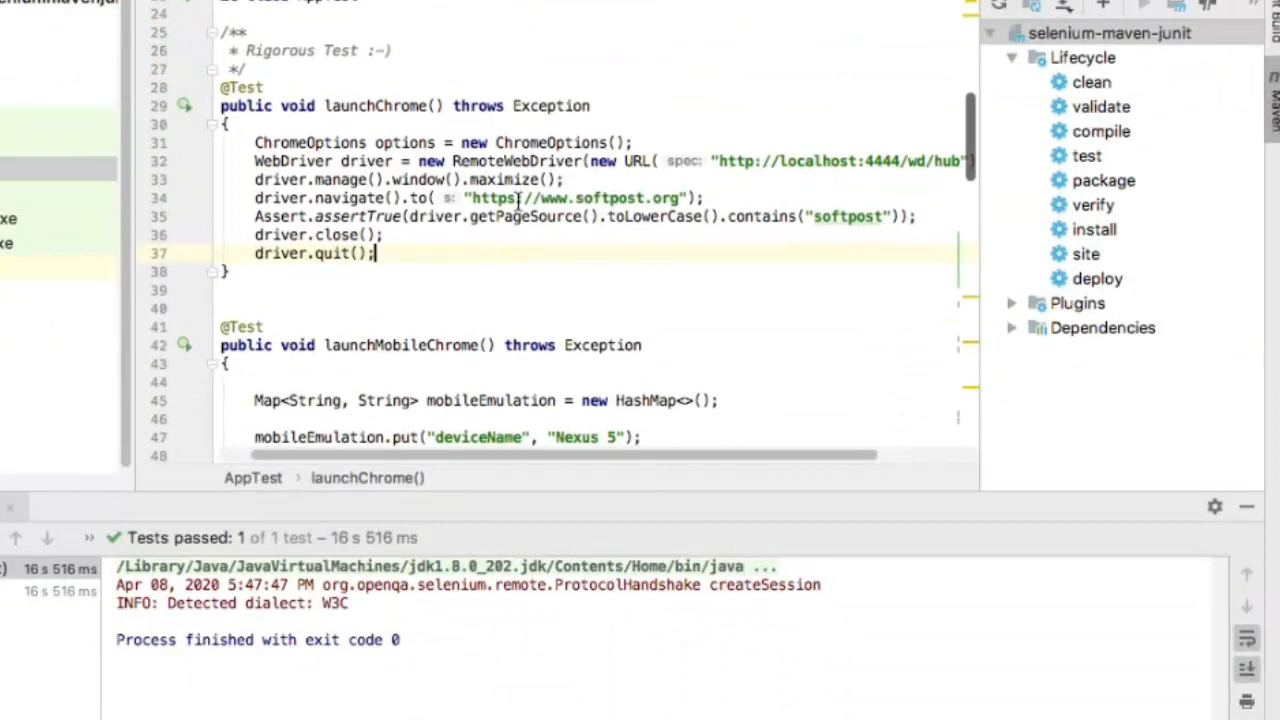 24
25 /**
26 * Rigorous Test :-)
27 */
28 @Test
29 public void launchChrome() throws Exception
30 {
31 ChromeOptions options = new ChromeOptions();
32 WebDriver driver = new RemoteWebDriver(new URL( spec: "http://localhost:4444/wd/hub")
33 driver.manage().window().maximize();
34 driver.navigate().to( s: "https://www.softpost.org");
35 Assert.assertTrue(driver.getPageSource().toLowerCase().contains("softpost"));
36 driver.close();
37 driver.quit();
38 }
39
40
41 @Test
42 public void launchMobileChrome() throws Exception
43 {
44
45 Map<String, String> mobileEmulation = new HashMap<>();
46
47 mobileEmulation.put("deviceName", "Nexus 5");
48
AppTest › launchChrome()
xe
xe
selenium-maven-junit
Lifecycle
clean
validate
compile
test
package
verify
install
site
deploy
Plugins
Dependencies
Maven
» Tests passed: 1 of 1 test – 16 s 516 ms
) 16 s 516 ms
16 s 516 ms
/Library/Java/JavaVirtualMachines/jdk1.8.0_202.jdk/Contents/Home/bin/java ...
Apr 08, 2020 5:47:47 PM org.openqa.selenium.remote.ProtocolHandshake createSession
INFO: Detected dialect: W3C
Process finished with exit code 0